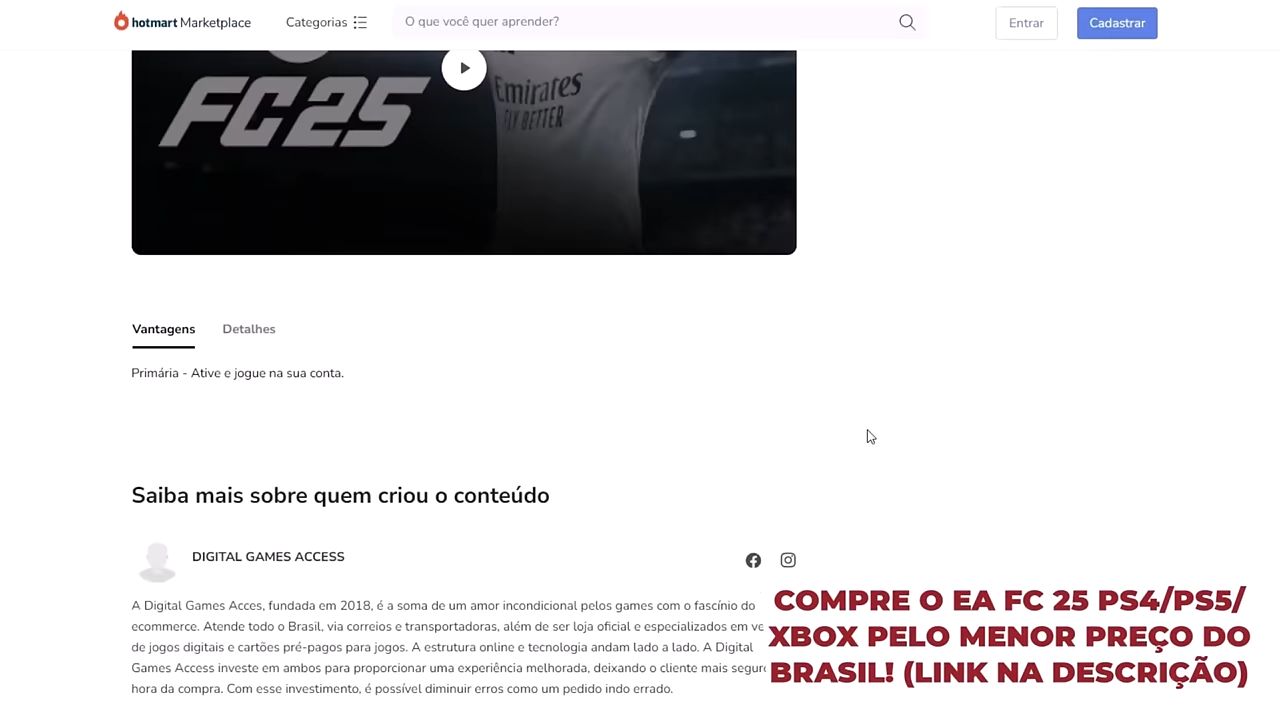 hotmart Marketplace
Categorias
O que você quer aprender?
Entrar
Cadastrar
FC25
Emirates
FLY BETTER
Vantagens
Detalhes
Primária - Ative e jogue na sua conta.
Saiba mais sobre quem criou o conteúdo
DIGITAL GAMES ACCESS
A Digital Games Acces, fundada em 2018, é a soma de um amor incondicional pelos games com o fascínio do
ecommerce. Atende todo o Brasil, via correios e transportadoras, além de ser loja oficial e especializados em
de jogos digitais e cartões pré-pagos para jogos. A estrutura online e tecnologia andam lado a lado. A Digital
Games Access investe em ambos para proporcionar uma experiência melhorada, deixando o cliente mais
hora da compra. Com esse investimento, é possível diminuir erros como um pedido indo errado.
COMPRE O EA FC 25 PS4/PS5/
XBOX PELO MENOR PREÇO DO
BRASIL! (LINK NA DESCRIÇÃO)